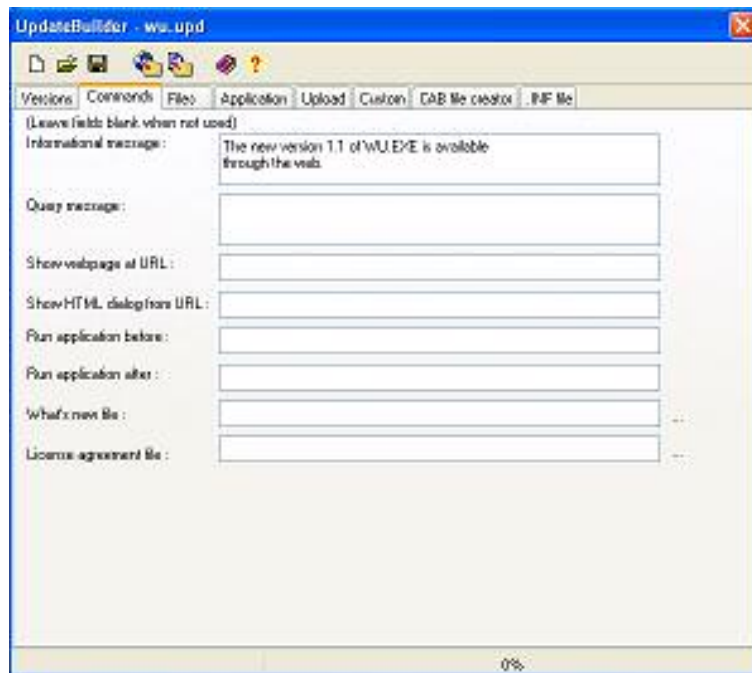 UpdateBuilder - wu.upd
?
Versions Commands Files Application Upload Custom CAB file creator .INF file
(Leave fields blank when not used)
Informational message :
The new version 1.1 of WU.EXE is available
through the web.
Query message :
Show webpage at URL :
Show HTML dialog from URL :
Run application before :
Run application after :
What's new file :
...
License agreement file :
...
0%